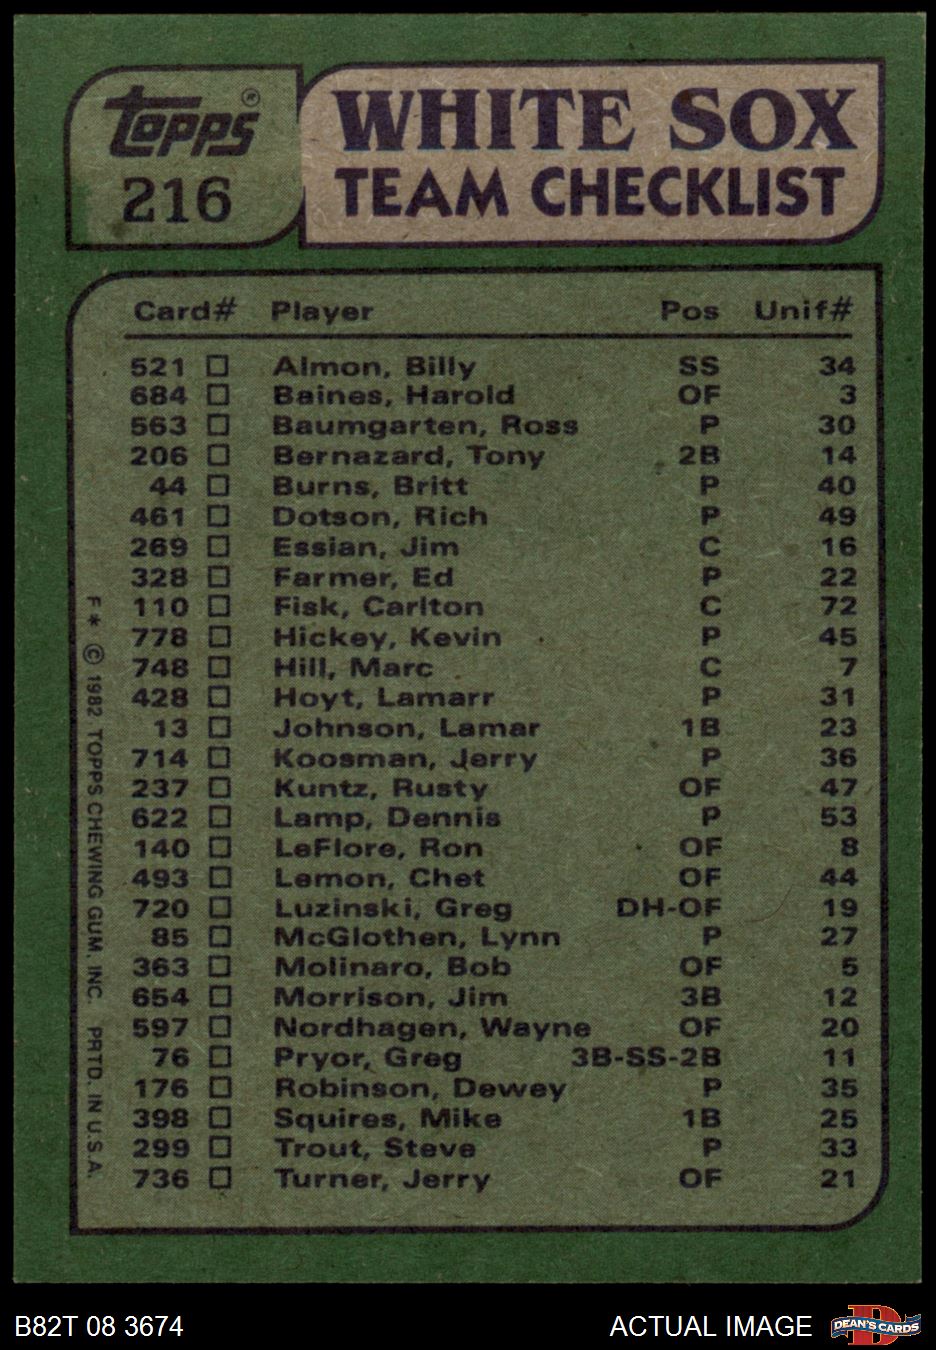 Topps®
216
WHITE SOX
TEAM CHECKLIST
Card# Player Pos Unif#
521 □ Almon, Billy SS 34
684 □ Baines, Harold OF 3
563 □ Baumgarten, Ross P 30
206 □ Bernazard, Tony 2B 14
44 □ Burns, Britt P 40
461 □ Dotson, Rich P 49
269 □ Essian, Jim C 16
328 □ Farmer, Ed P 22
110 □ Fisk, Carlton C 72
778 □ Hickey, Kevin P 45
748 □ Hill, Marc C 7
428 □ Hoyt, Lamarr P 31
13 □ Johnson, Lamar 1B 23
714 □ Koosman, Jerry P 36
237 □ Kuntz, Rusty OF 47
622 □ Lamp, Dennis P 53
140 □ LeFlore, Ron OF 8
493 □ Lemon, Chet OF 44
720 □ Luzinski, Greg DH-OF 19
85 □ McGlothen, Lynn P 27
363 □ Molinaro, Bob OF 5
654 □ Morrison, Jim 3B 12
597 □ Nordhagen, Wayne OF 20
76 □ Pryor, Greg 3B-SS-2B 11
176 □ Robinson, Dewey P 35
398 □ Squires, Mike 1B 25
299 □ Trout, Steve P 33
736 □ Turner, Jerry OF 21
F* © 1982 TOPPS CHEWING GUM, INC. PRTD. IN U.S.A.
B82T 08 3674
ACTUAL IMAGE
DEAN'S CARDS